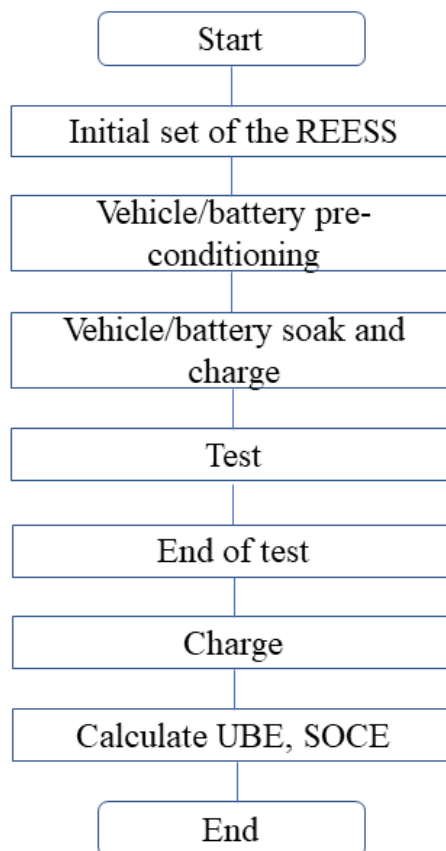 Start
Initial set of the REESS
Vehicle/battery pre-
conditioning
Vehicle/battery soak and
charge
Test
End of test
Charge
Calculate UBE, SOCE
End